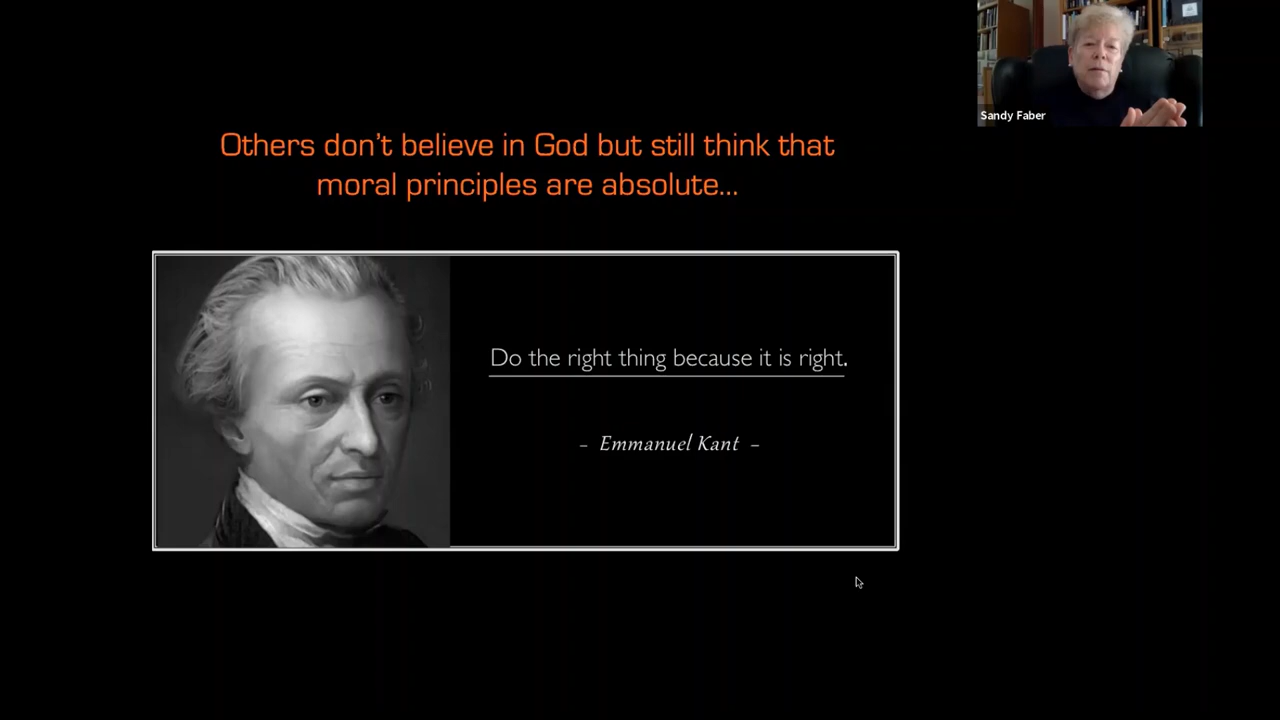 Others don't believe in God but still think that
moral principles are absolute...
Do the right thing because it is right.
– Emmanuel Kant –
Sandy Faber